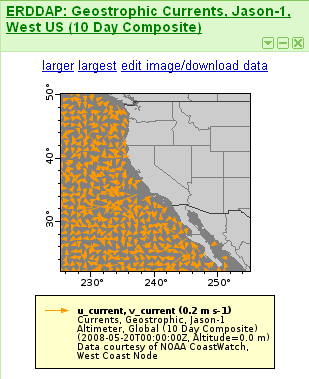 ERDDAP: Geostrophic Currents, Jason-1,
West US (10 Day Composite)
larger largest edit image/download data
50°
40°
30°
230° 240° 250°
u_current, v_current (0.2 m s-1)
Currents, Geostrophic, Jason-1
Altimeter, Global (10 Day Composite)
(2008-05-20T00:00:00Z, Altitude=0.0 m)
Data courtesy of NOAA CoastWatch,
West Coast Node